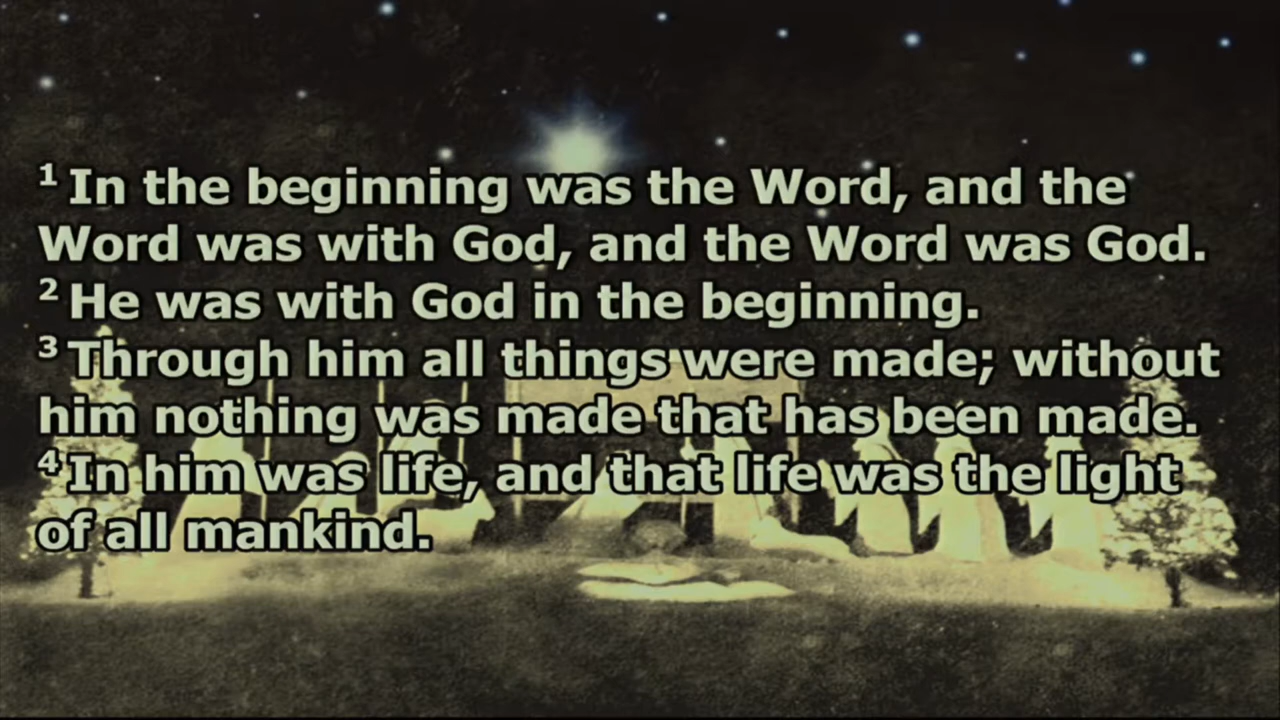 1 In the beginning was the Word, and the
Word was with God, and the Word was God.
2 He was with God in the beginning.
3 Through him all things were made; without
him nothing was made that has been made.
4 In him was life, and that life was the light
of all mankind.